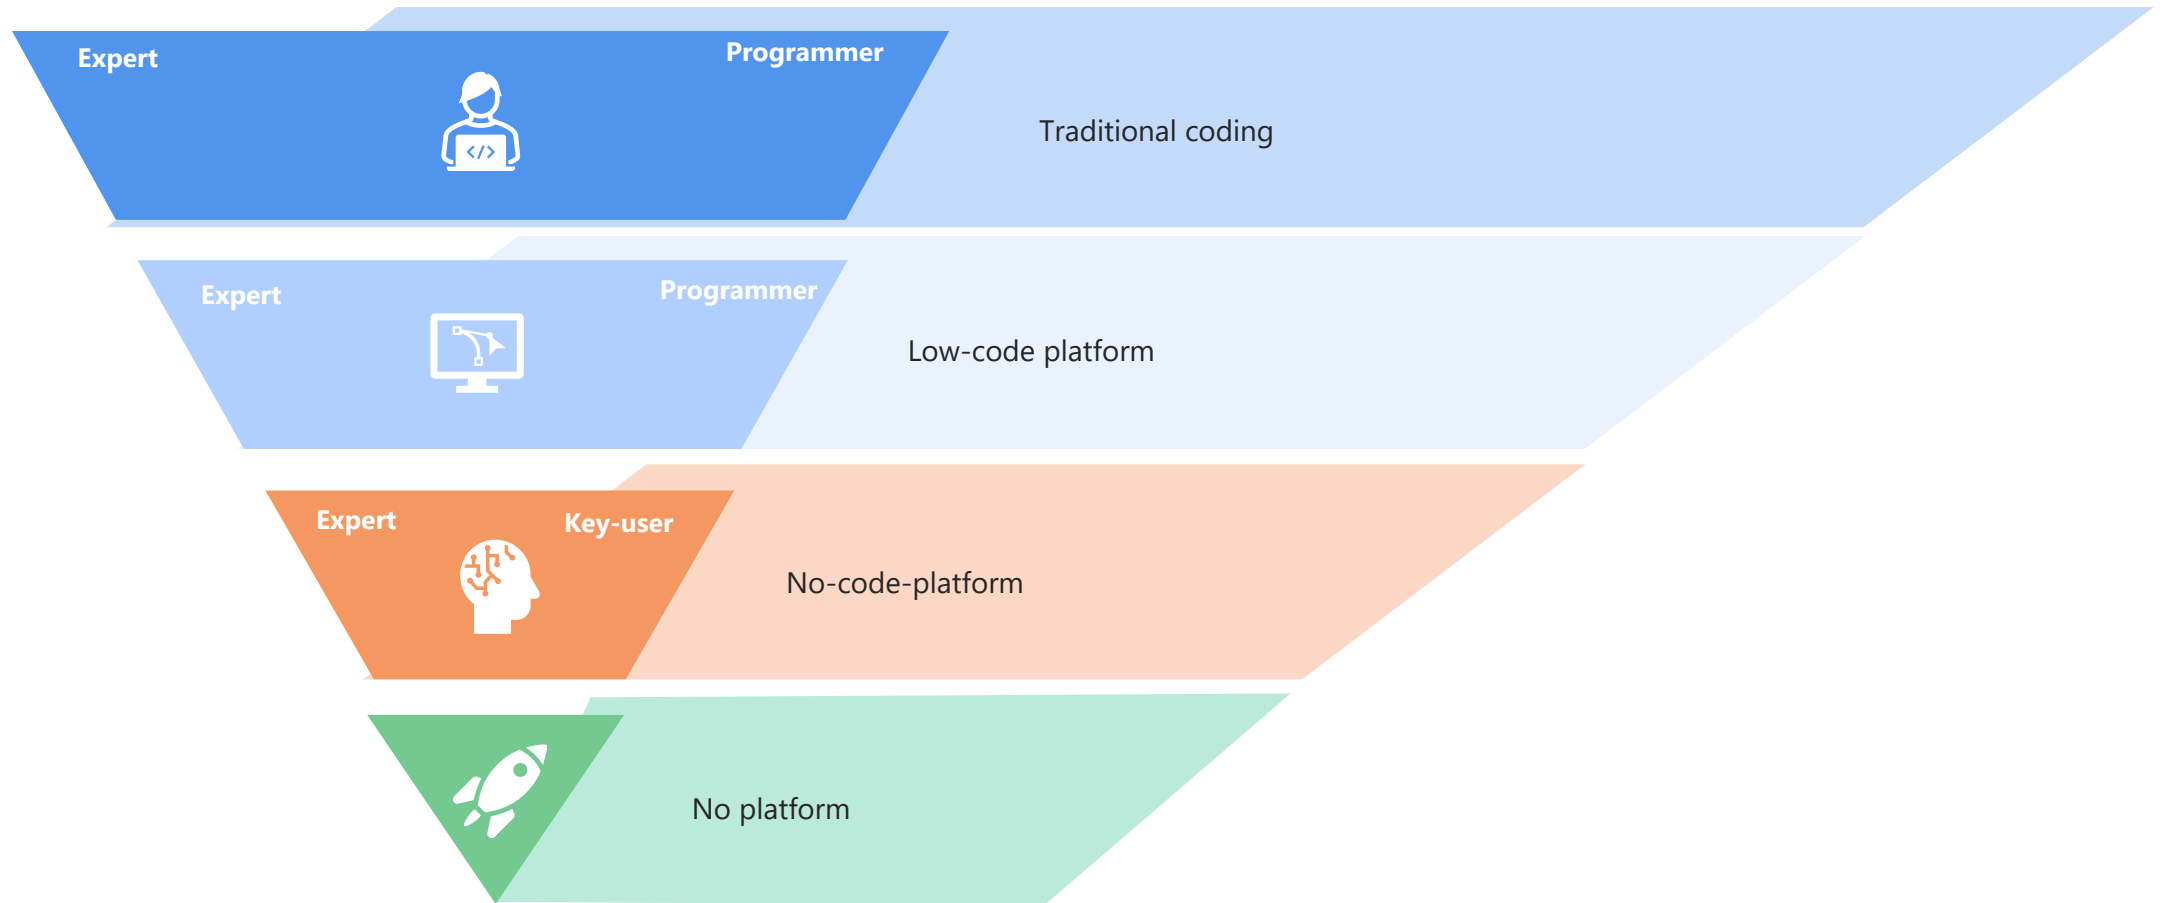 Expert
Programmer
</>
Traditional coding
Expert
Programmer
Low-code platform
Expert
Key-user
No-code-platform
No platform